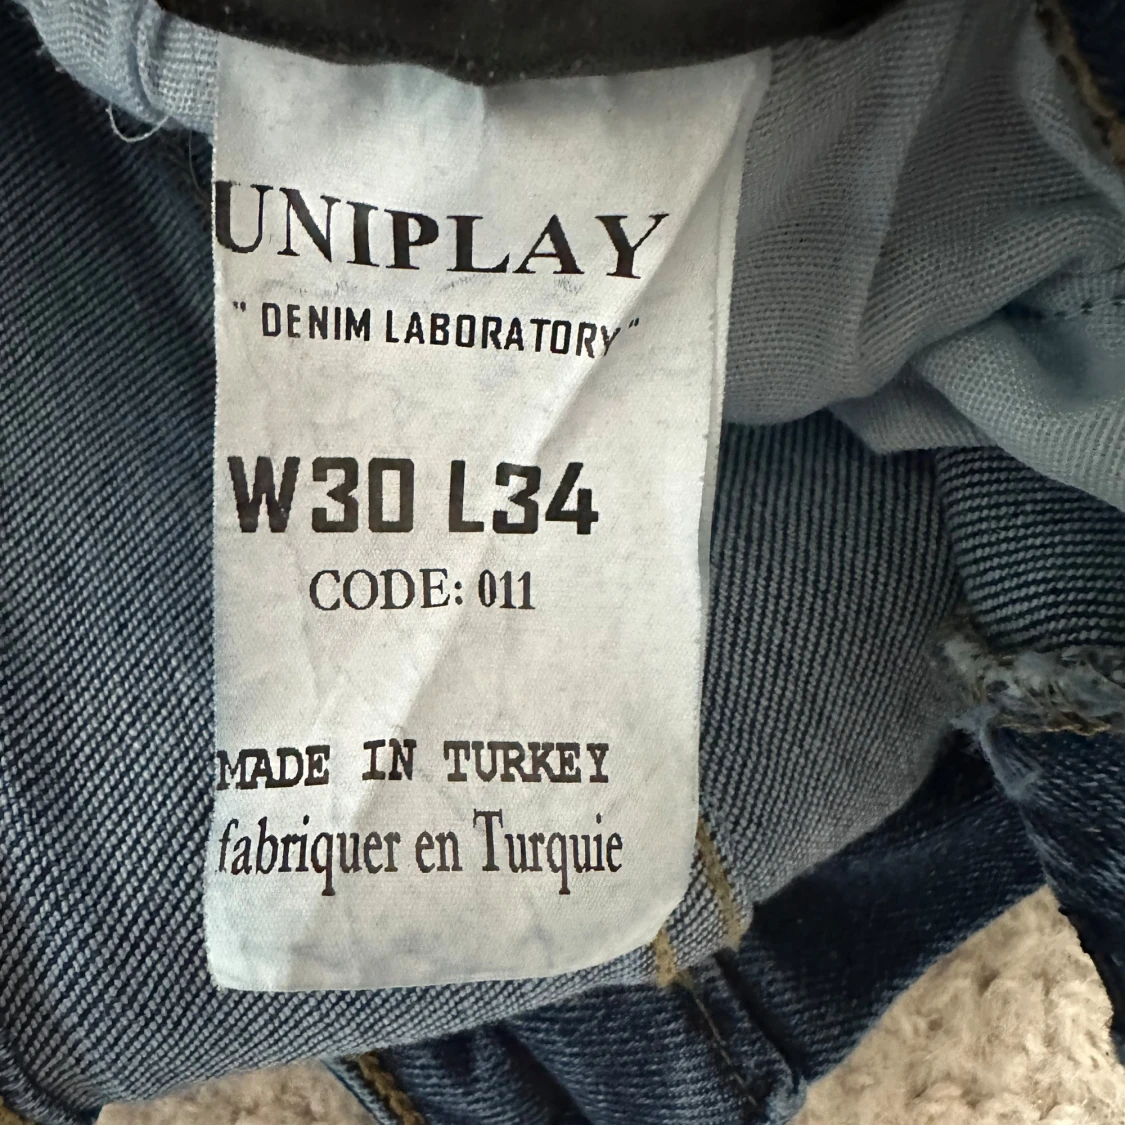 UNIPLAY
" DENIM LABORATORY "
W30 L34
CODE: 011
MADE IN TURKEY
fabriquer en Turquie